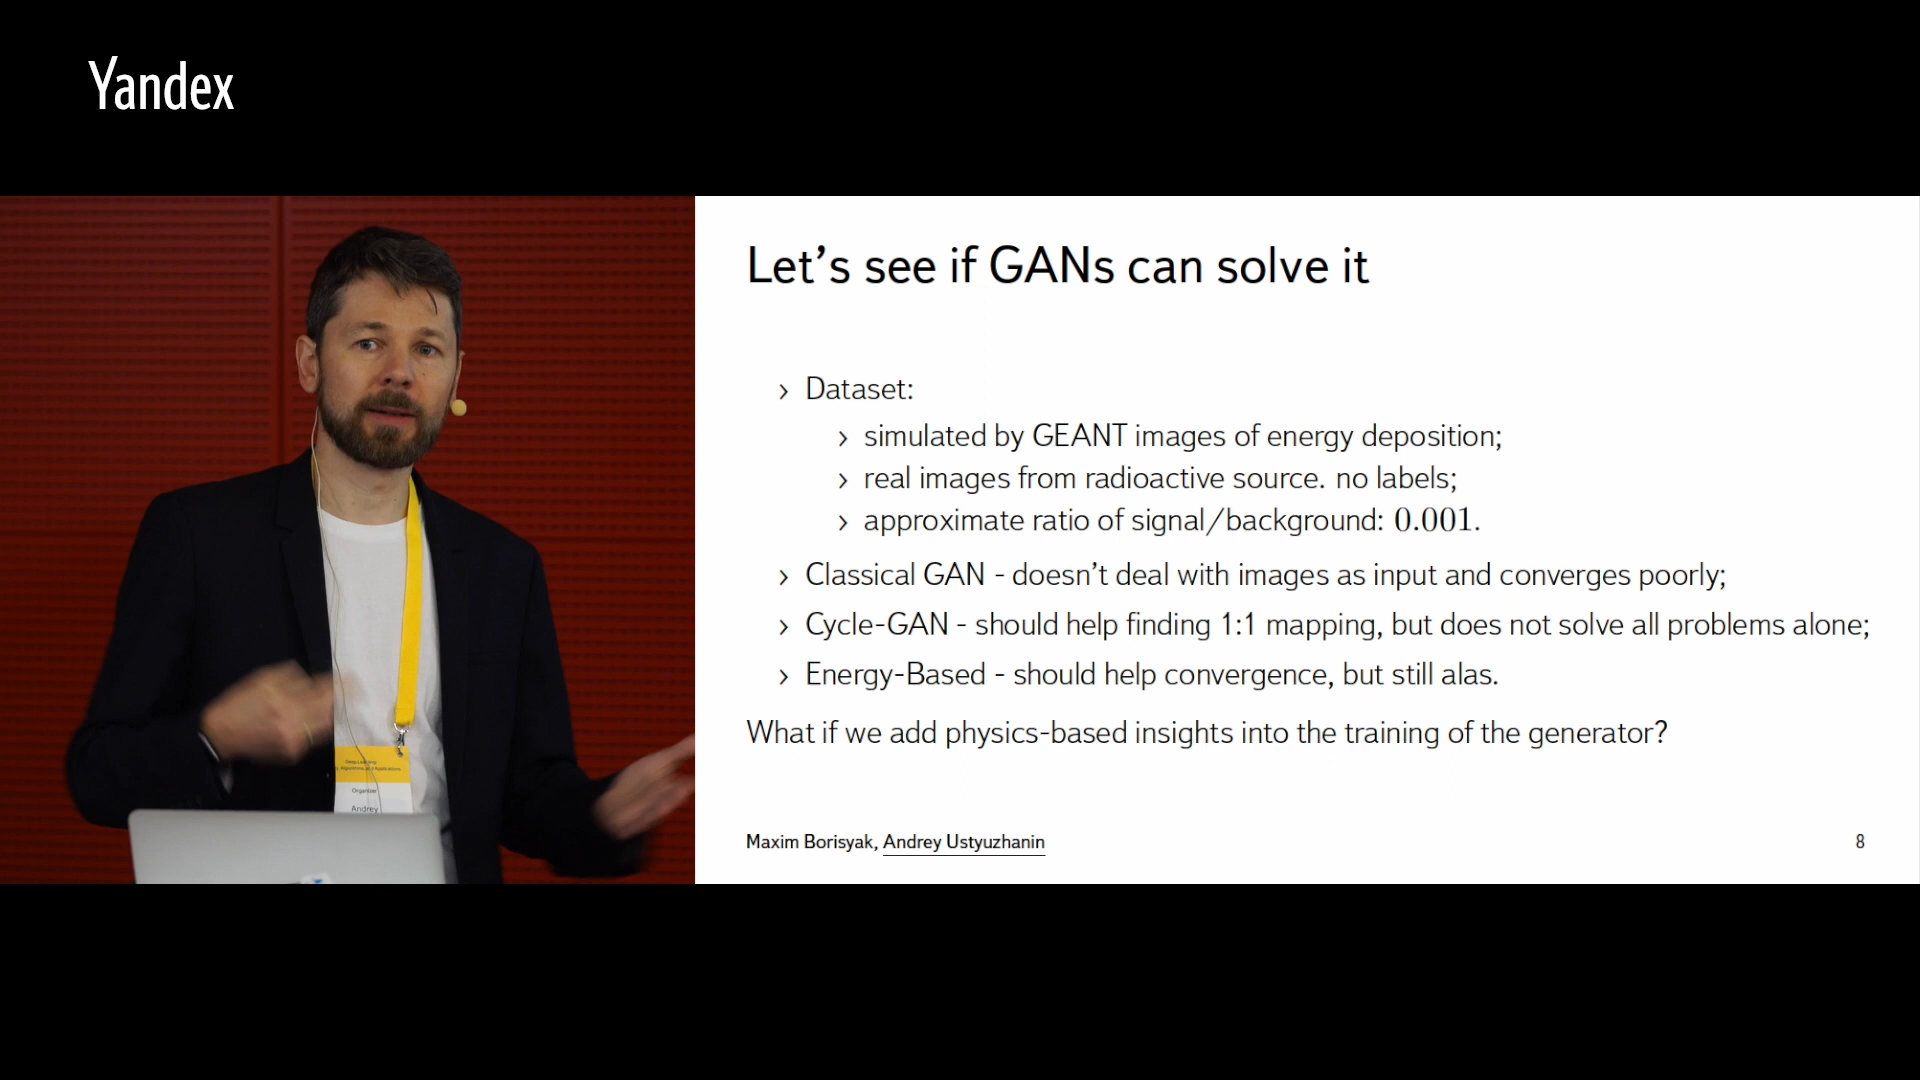 Yandex
Let's see if GANs can solve it
› Dataset:
› simulated by GEANT images of energy deposition;
› real images from radioactive source. no labels;
› approximate ratio of signal/background: 0.001.
› Classical GAN - doesn't deal with images as input and converges poorly;
› Cycle-GAN - should help finding 1:1 mapping, but does not solve all problems alone;
› Energy-Based - should help convergence, but still alas.
What if we add physics-based insights into the training of the generator?
Maxim Borisyak, Andrey Ustyuzhanin
8
Organizer
Andrey